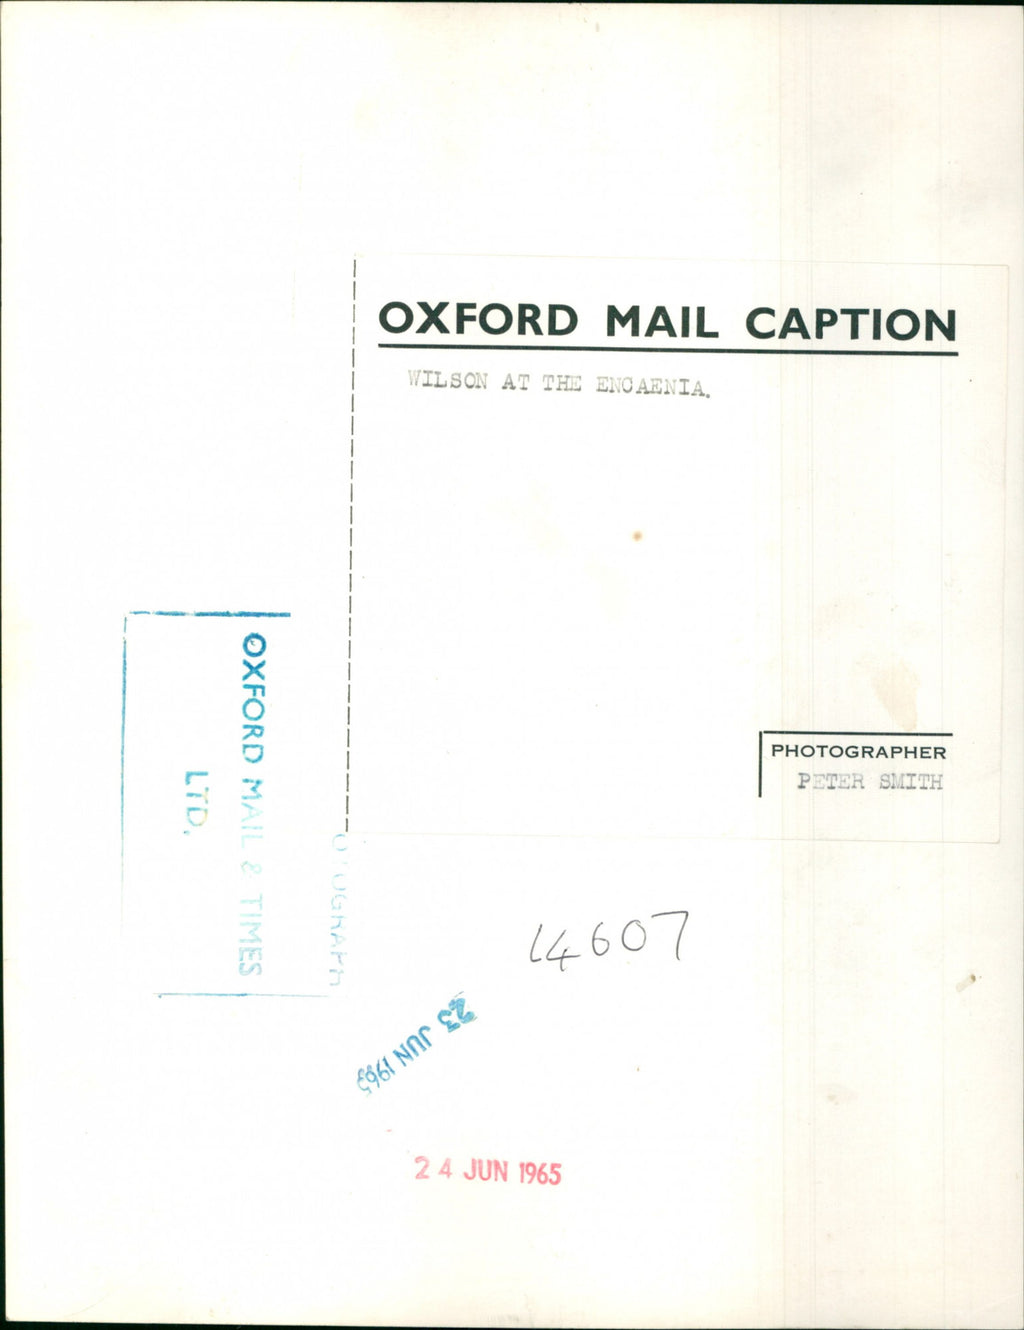 OXFORD MAIL CAPTION
WILSON AT THE ENCAENIA.
PHOTOGRAPHER
PETER SMITH
OXFORD MAIL & TIMES
LTD.
14607
23 JUN 1965
24 JUN 1965